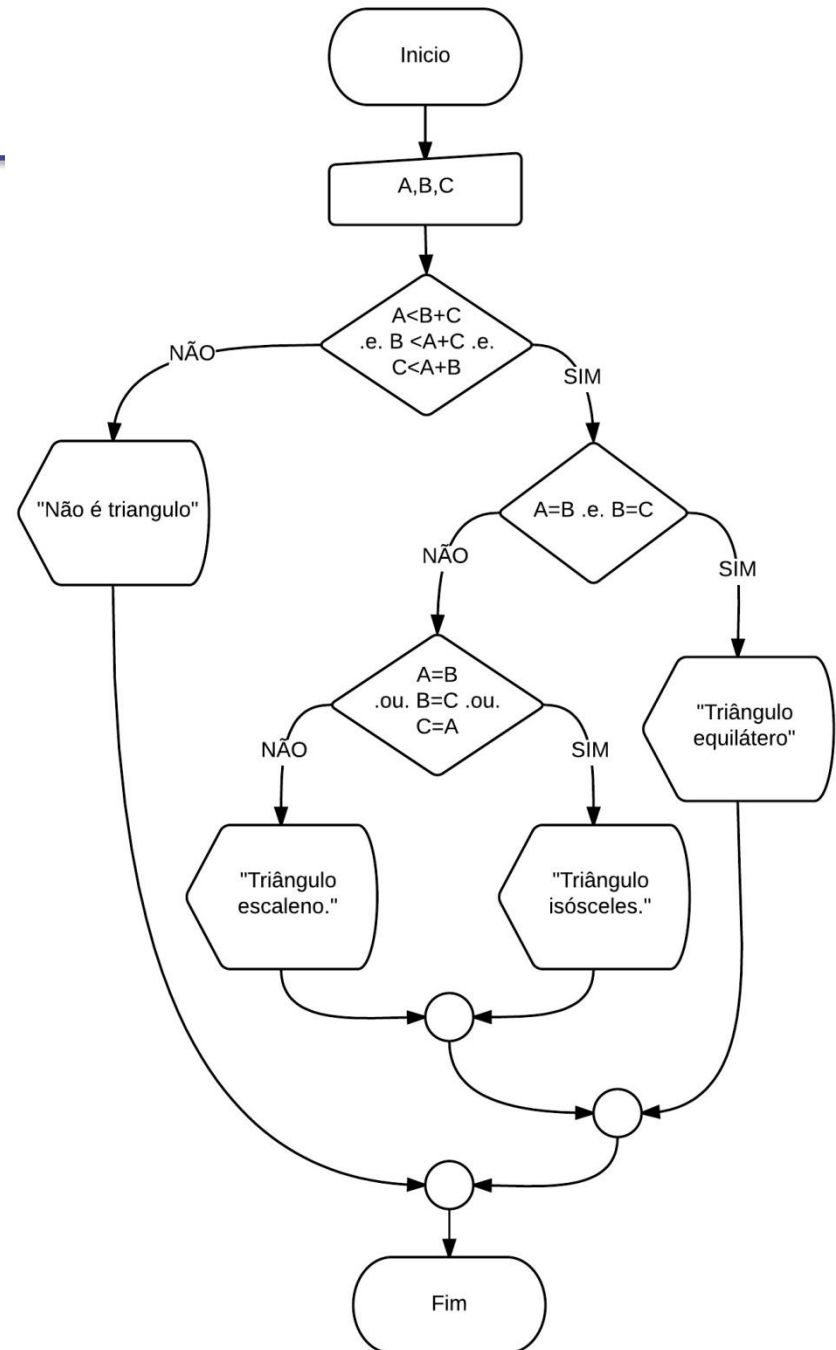 Inicio
A,B,C
A<B+C
.e. B <A+C .e.
C<A+B
NÃO
SIM
"Não é triangulo"
A=B .e. B=C
NÃO
SIM
A=B
.ou. B=C .ou.
C=A
"Triângulo
equilátero"
NÃO
SIM
"Triângulo
escaleno."
"Triângulo
isósceles."
Fim